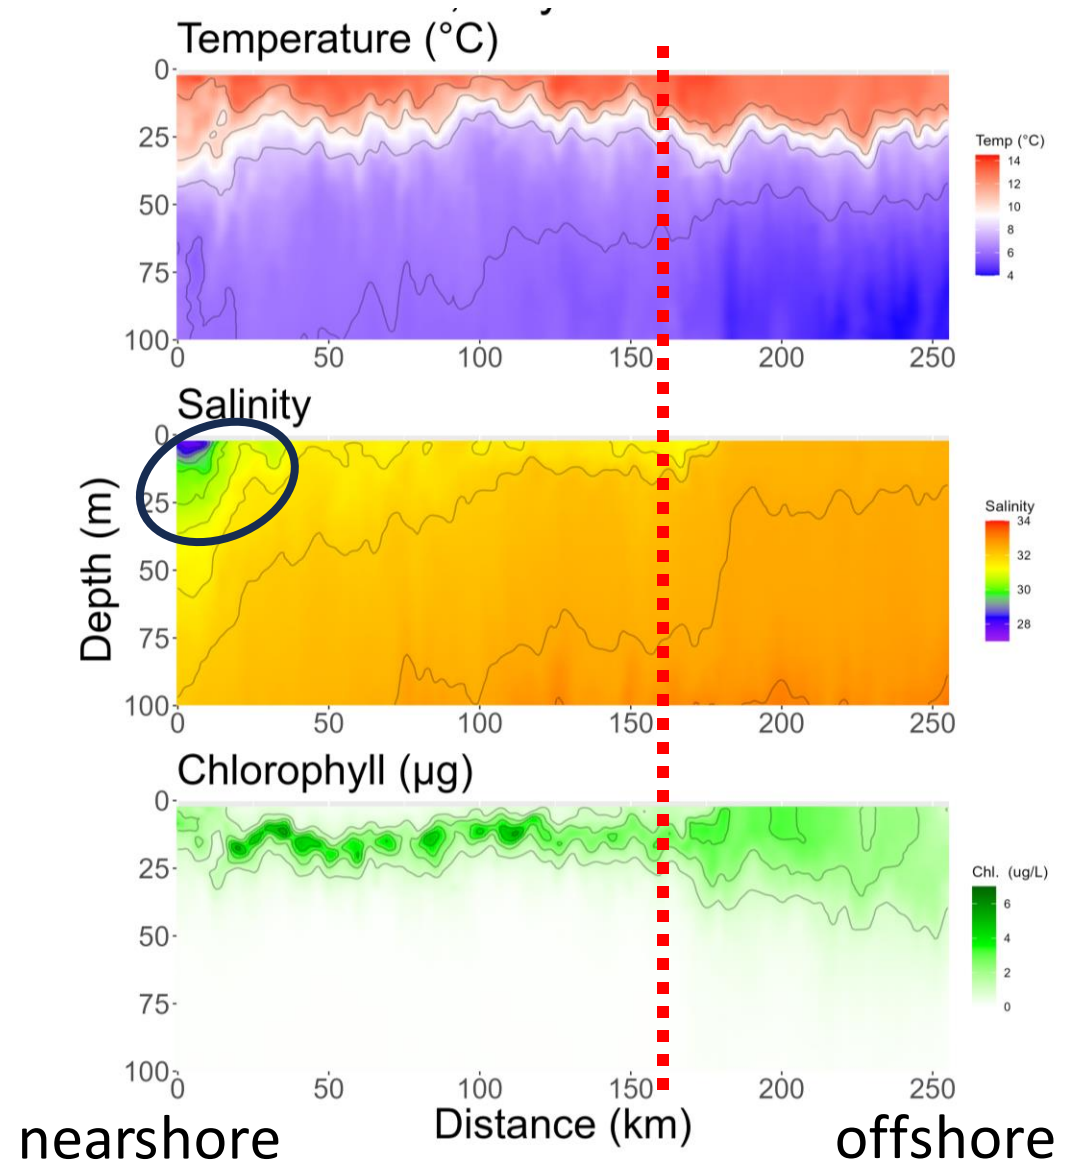 Temperature (°C)
0
25
50
75
100
0 50 100 150 200 250
Temp (°C)
14
12
10
8
6
4
Salinity
0
25
50
75
100
0 50 100 150 200 250
Depth (m)
Salinity
34
32
30
28
Chlorophyll (µg)
0
25
50
75
100
0 50 100 150 200 250
Chl. (ug/L)
6
4
2
0
Distance (km)
nearshore
offshore